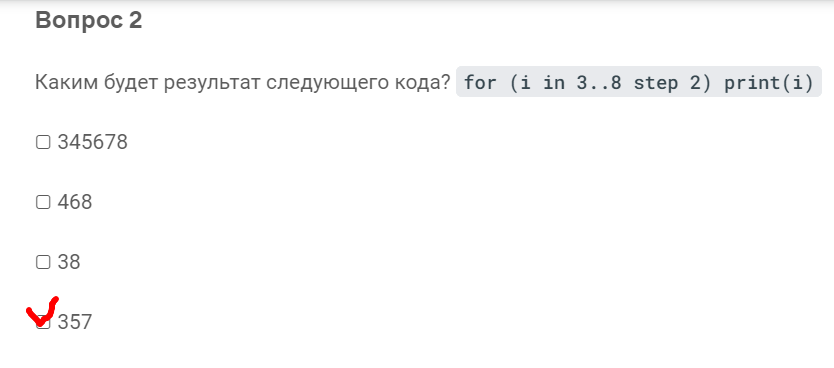 Вопрос 2
Каким будет результат следующего кода? for (i in 3..8 step 2) print(i)
345678
468
38
357